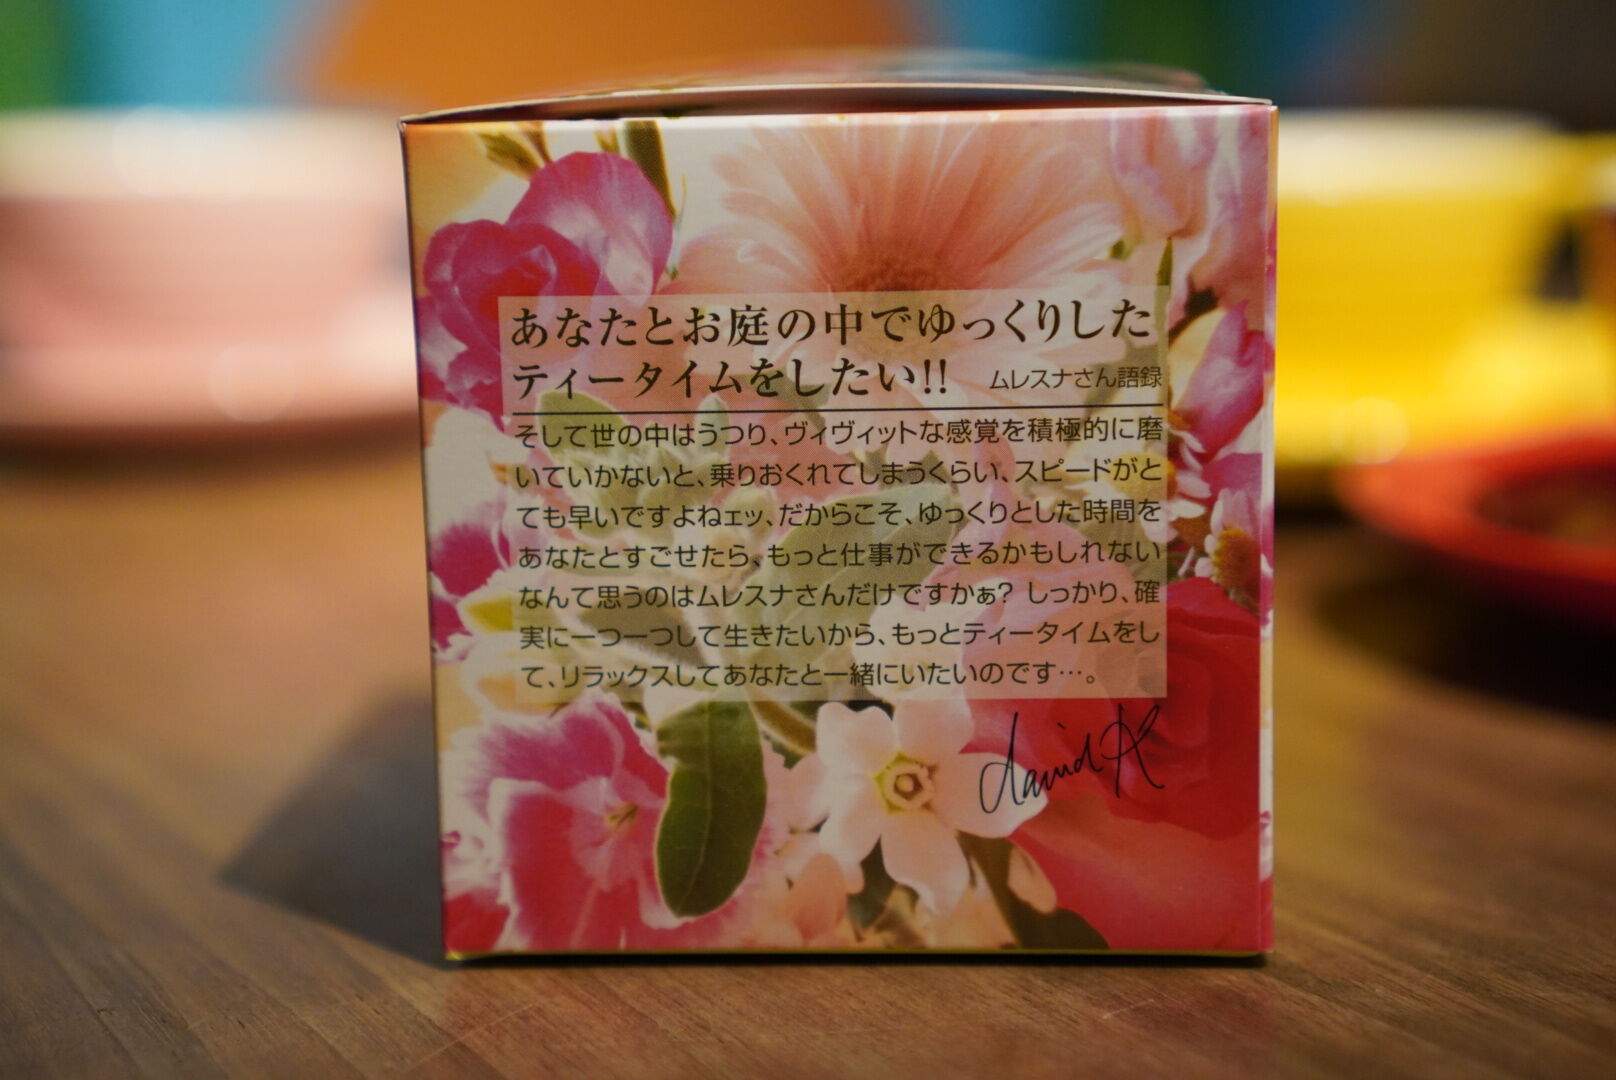 あなたとお庭の中でゆっくりした
ティータイムをしたい!! ムレスナさん語録
そして世の中はうつり、ヴィヴィットな感覚を積極的に磨
いていかないと、乗りおくれてしまうくらい、スピードがと
ても早いですよねェッ、だからこそ、ゆっくりとした時間を
あなたとすごせたら、もっと仕事ができるかもしれない
なんて思うのはムレスナさんだけですかぁ? しっかり、確
実に一つ一つして生きたいから、もっとティータイムをし
て、リラックスしてあなたと一緒にいたいのです…。
david K